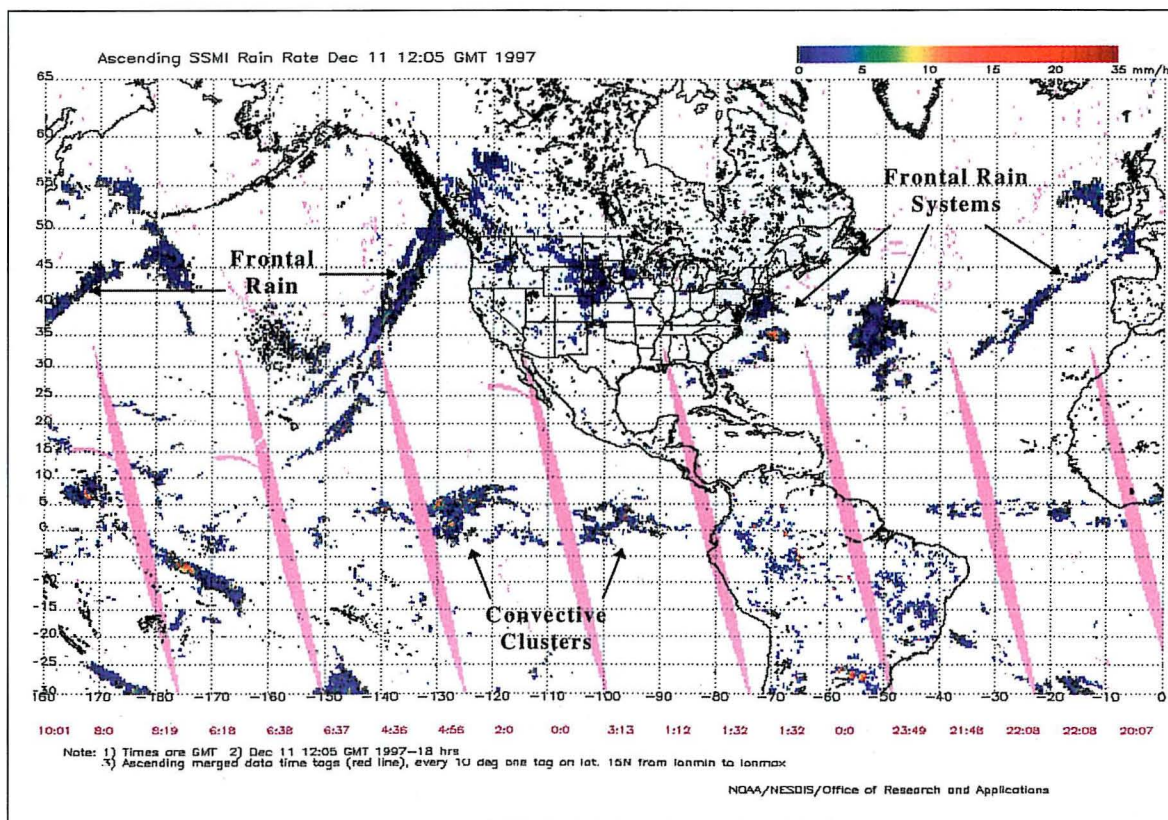 Ascending SSMI Rain Rate Dec 11 12:05 GMT 1997
0 5 10 15 20 35 mm/h
65
60
55
50
45
40
35
30
25
20
15
10
5
0
-5
-10
-15
-20
-25
-30
Frontal
Rain
Frontal Rain
Systems
Convective
Clusters
160 -170 -170 -160 -150 -140 -130 -120 -110 -100 -90 -80 -70 -60 -50 -40 -30 -20 -10 0
10:01 8:0 8:19 6:18 6:38 6:37 4:36 4:56 2:0 0:0 3:13 1:12 1:32 1:32 0:0 23:49 21:48 22:08 22:08 20:07
Note: 1) Times are GMT 2) Dec 11 12:05 GMT 1997-18 hrs
3) Ascending merged data time tags (red line), every 10 deg one tag on lat. 15N from lonmin to lonmax
NOAA/NESDIS/Office of Research and Applications